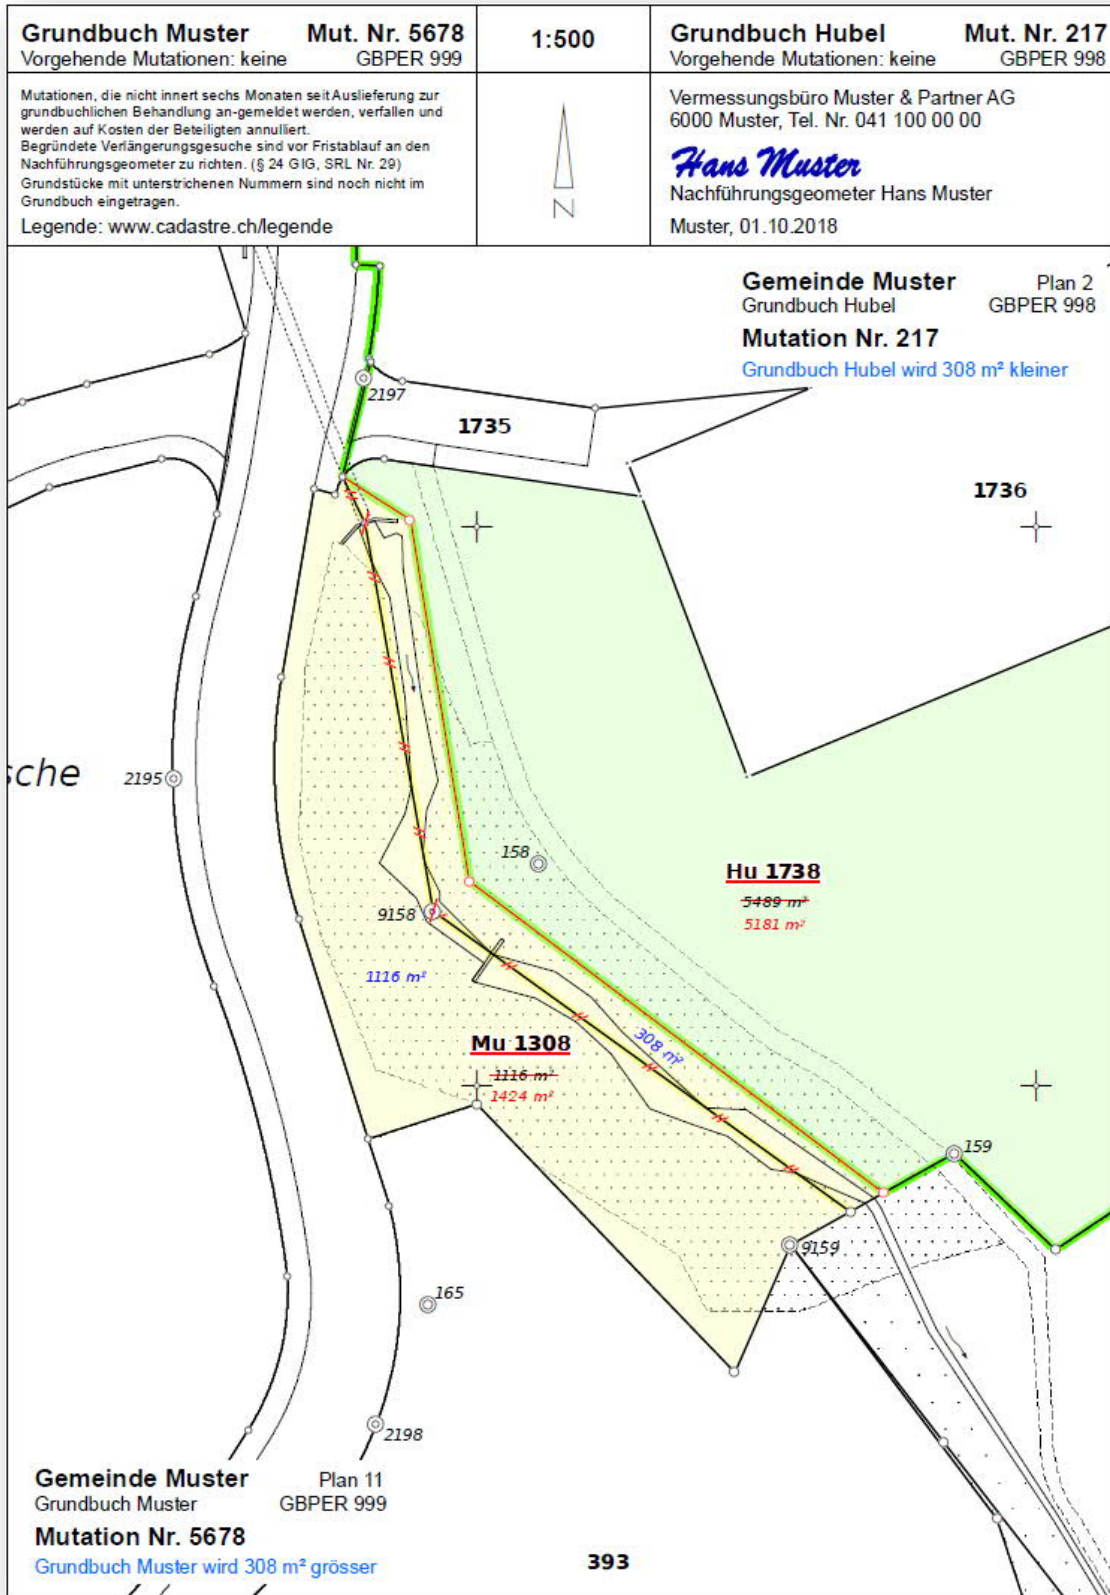 Grundbuch Muster Mut. Nr. 5678
Vorgehende Mutationen: keine GBPER 999
1:500
Grundbuch Hubel Mut. Nr. 217
Vorgehende Mutationen: keine GBPER 998
Mutationen, die nicht innert sechs Monaten seit Auslieferung zur
grundbuchlichen Behandlung an-gemeldet werden, verfallen und
werden auf Kosten der Beteiligten annulliert.
Begründete Verlängerungsgesuche sind vor Fristablauf an den
Nachführungsgeometer zu richten. (§ 24 GIG, SRL Nr. 29)
Grundstücke mit unterstrichenen Nummern sind noch nicht im
Grundbuch eingetragen.
Legende: www.cadastre.ch/legende
N
Vermessungsbüro Muster & Partner AG
6000 Muster, Tel. Nr. 041 100 00 00
Hans Muster
Nachführungsgeometer Hans Muster
Muster, 01.10.2018
Gemeinde Muster Plan 2
Grundbuch Hubel GBPER 998
Mutation Nr. 217
Grundbuch Hubel wird 308 m² kleiner
2197
1735
1736
sche
2195
158
Hu 1738
5489 m²
5181 m²
9158
1116 m²
308 m²
Mu 1308
1116 m²
1424 m²
159
9159
165
2198
Gemeinde Muster Plan 11
Grundbuch Muster GBPER 999
Mutation Nr. 5678
Grundbuch Muster wird 308 m² grösser
393